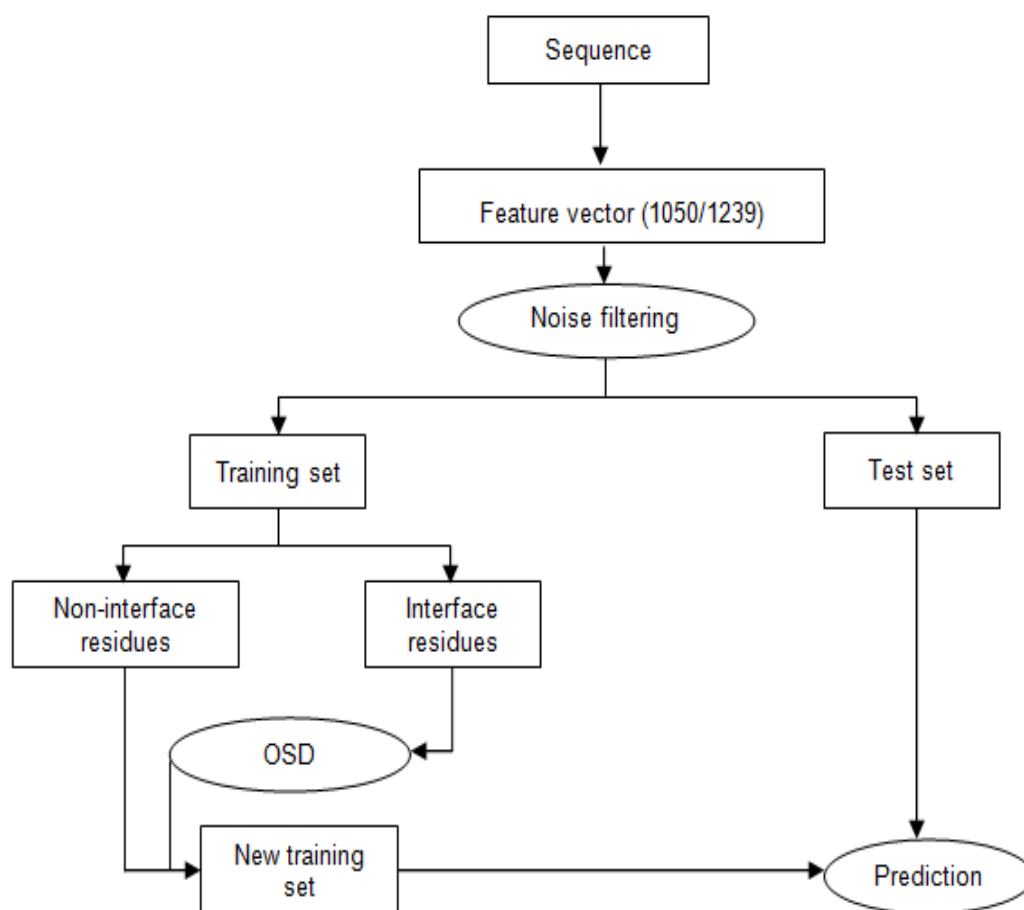 Sequence
Feature vector (1050/1239)
Noise filtering
Training set
Test set
Non-interface
residues
Interface
residues
OSD
New training
set
Prediction